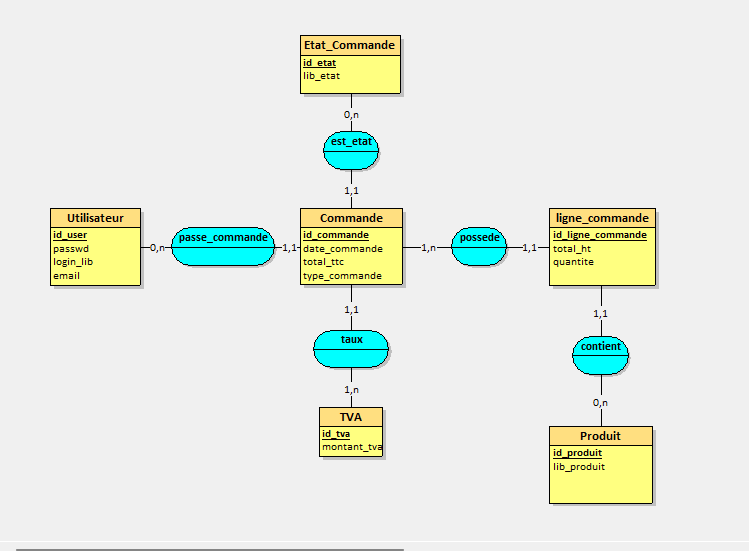 Etat_Commande
id_etat
lib_etat
0,n
est_etat
1,1
Utilisateur
id_user
passwd
login_lib
email
0,n
passe_commande
1,1
Commande
id_commande
date_commande
total_ttc
type_commande
1,n
possede
1,1
ligne_commande
id_ligne_commande
total_ht
quantite
1,1
taux
1,n
TVA
id_tva
montant_tva
1,1
contient
0,n
Produit
id_produit
lib_produit